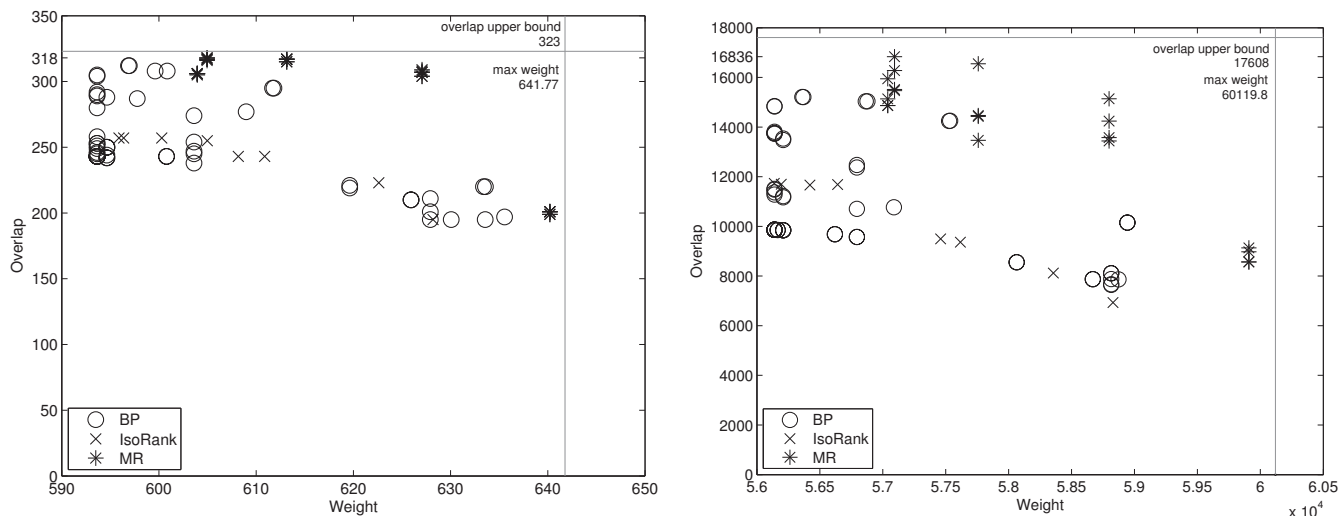 350
318
300
250
200
150
100
50
0
Overlap
overlap upper bound
323
max weight
641.77
BP
IsoRank
MR
590
600
610
620
630
640
650
Weight
18000
16836
16000
14000
12000
10000
8000
6000
4000
2000
0
Overlap
overlap upper bound
17608
max weight
60119.8
BP
IsoRank
MR
5.6
5.65
5.7
5.75
5.8
5.85
5.9
5.95
6
6.05
Weight
x 10⁴